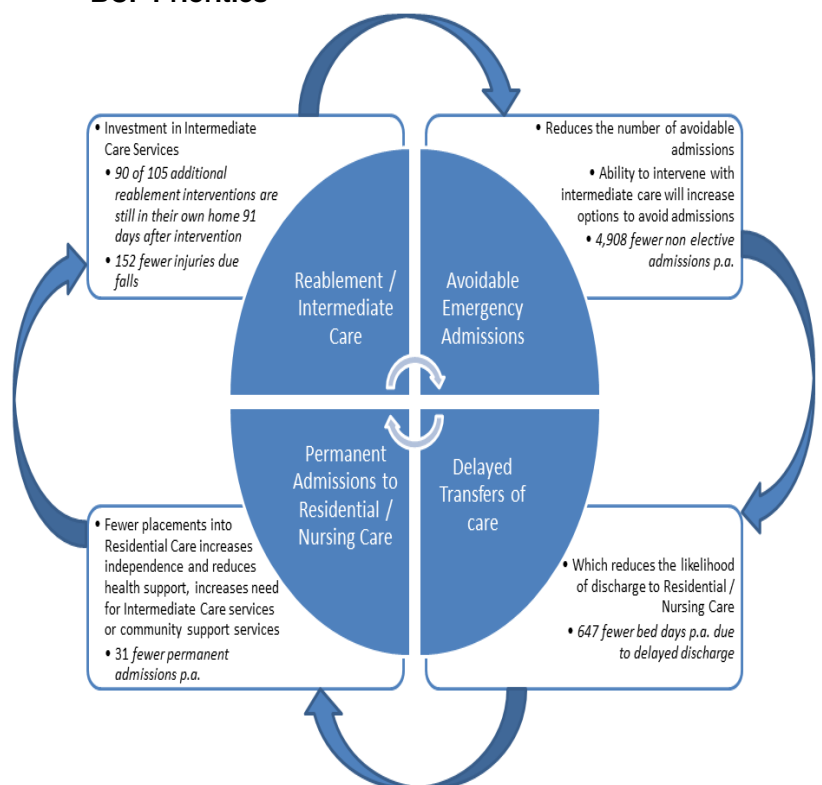 • Investment in Intermediate
Care Services
• 90 of 105 additional
reablement interventions are
still in their own home 91
days after intervention
• 152 fewer injuries due
falls
• Reduces the number of avoidable
admissions
• Ability to intervene with
intermediate care will increase
options to avoid admissions
• 4,908 fewer non elective
admissions p.a.
Reablement /
Intermediate
Care
Avoidable
Emergency
Admissions
Permanent
Admissions to
Residential /
Nursing Care
Delayed
Transfers of
care
• Fewer placements into
Residential Care increases
independence and reduces
health support, increases need
for Intermediate Care services
or community support services
• 31 fewer permanent
admissions p.a.
• Which reduces the likelihood
of discharge to Residential /
Nursing Care
• 647 fewer bed days p.a. due
to delayed discharge